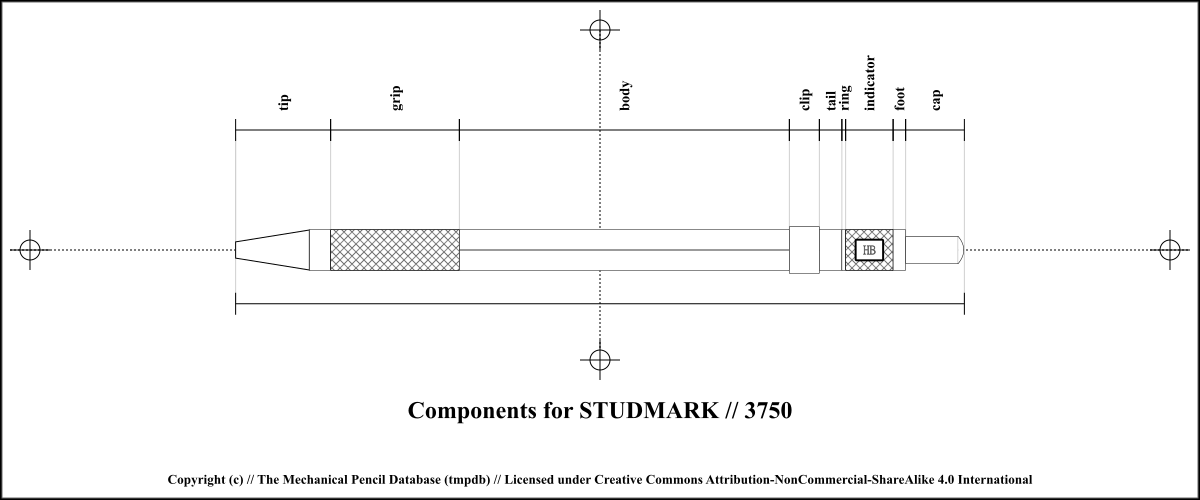 tip
grip
body
clip
tail
ring
indicator
foot
cap
HB
Components for STUDMARK // 3750
Copyright (c) // The Mechanical Pencil Database (tmpdb) // Licensed under Creative Commons Attribution-NonCommercial-ShareAlike 4.0 International